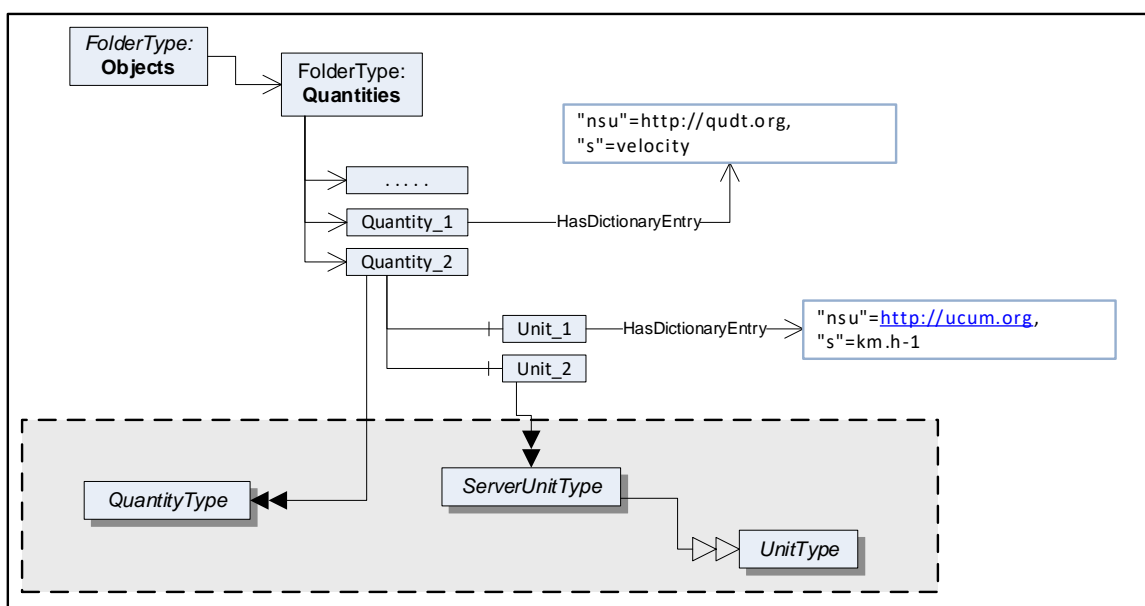 FolderType:
Objects
FolderType:
Quantities
"nsu"=http://qudt.org,
"s"=velocity
.....
Quantity_1
HasDictionaryEntry
Quantity_2
Unit_1
HasDictionaryEntry
"nsu"=http://ucum.org,
"s"=km.h-1
Unit_2
QuantityType
ServerUnitType
UnitType